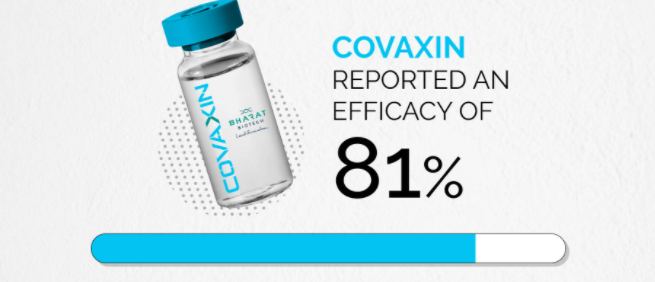 COVAXIN
REPORTED AN
EFFICACY OF
81%
COVAXIN
BHARAT
BIOTECH